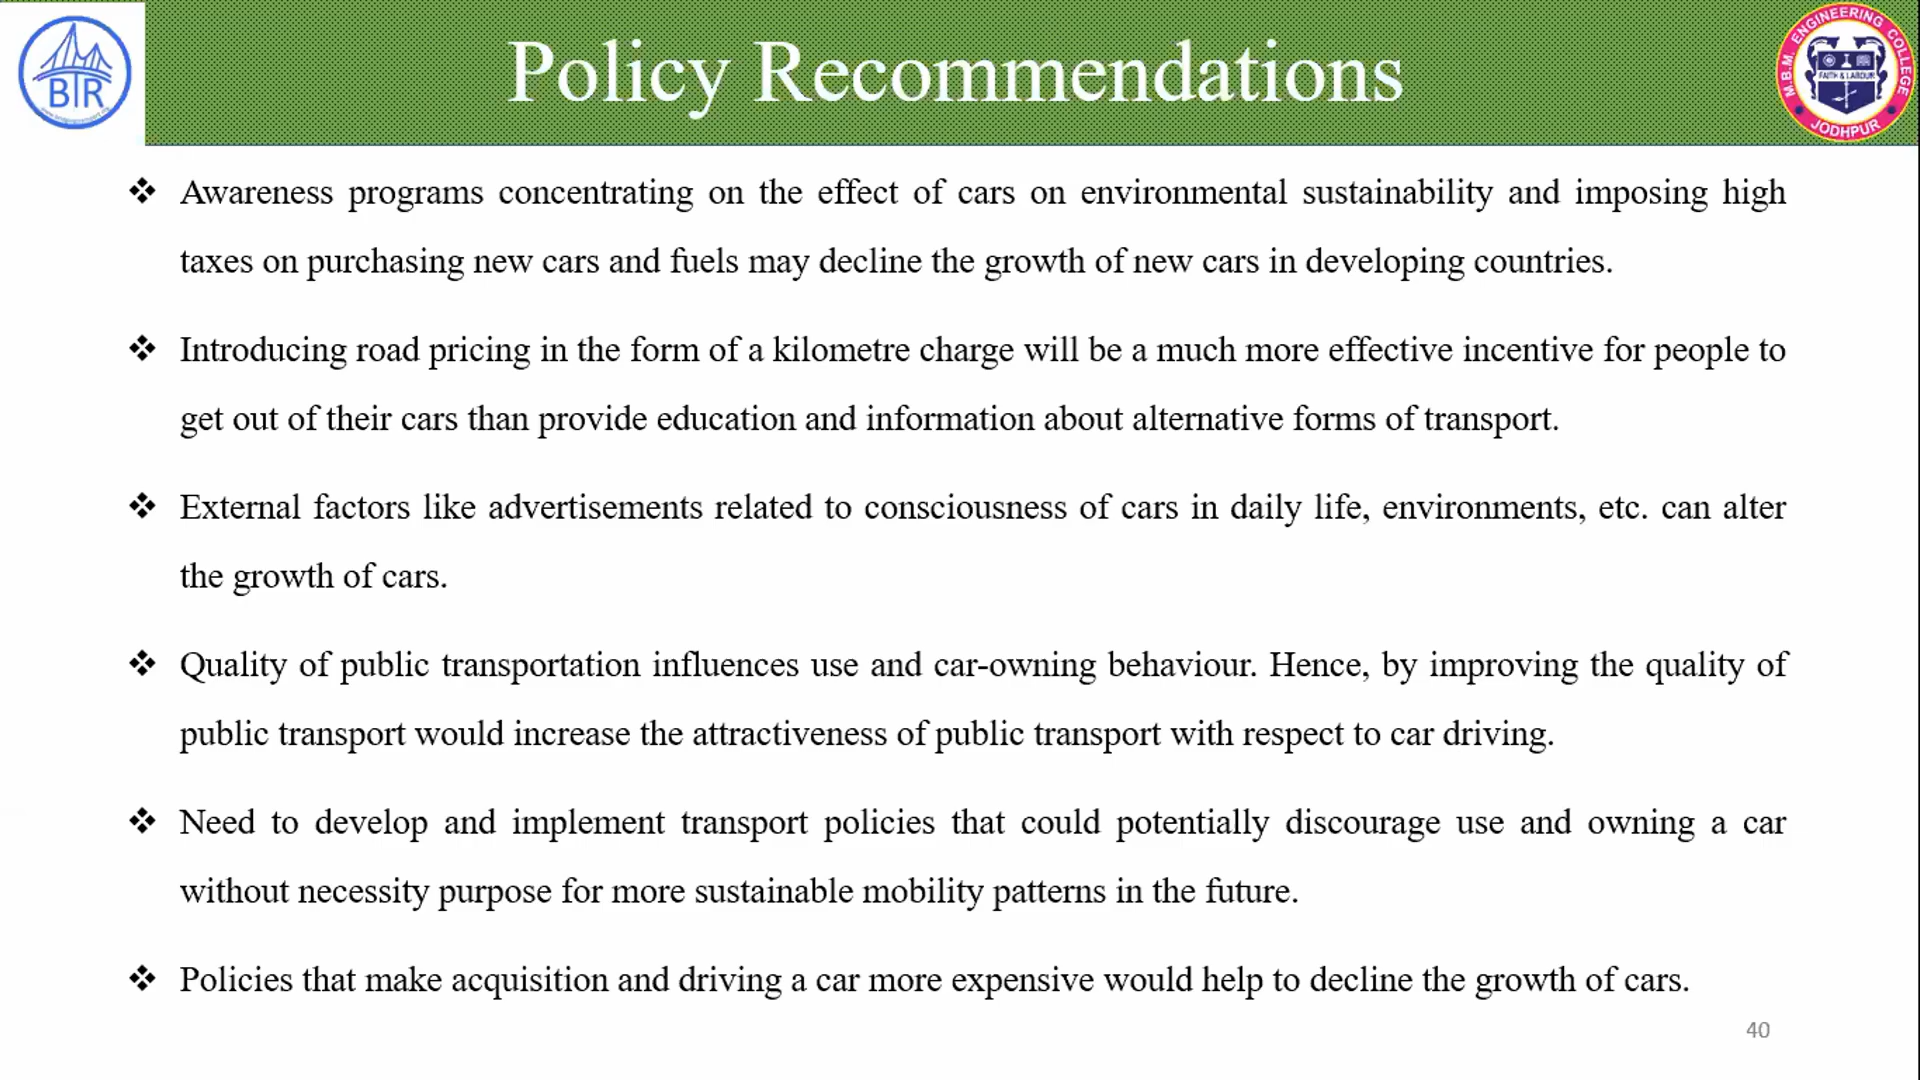 BTR
Policy Recommendations
M.B.M. ENGINEERING COLLEGE
FAITH & LABOUR
JODHPUR
❖ Awareness programs concentrating on the effect of cars on environmental sustainability and imposing high
taxes on purchasing new cars and fuels may decline the growth of new cars in developing countries.
❖ Introducing road pricing in the form of a kilometre charge will be a much more effective incentive for people to
get out of their cars than provide education and information about alternative forms of transport.
❖ External factors like advertisements related to consciousness of cars in daily life, environments, etc. can alter
the growth of cars.
❖ Quality of public transportation influences use and car-owning behaviour. Hence, by improving the quality of
public transport would increase the attractiveness of public transport with respect to car driving.
❖ Need to develop and implement transport policies that could potentially discourage use and owning a car
without necessity purpose for more sustainable mobility patterns in the future.
❖ Policies that make acquisition and driving a car more expensive would help to decline the growth of cars.
40